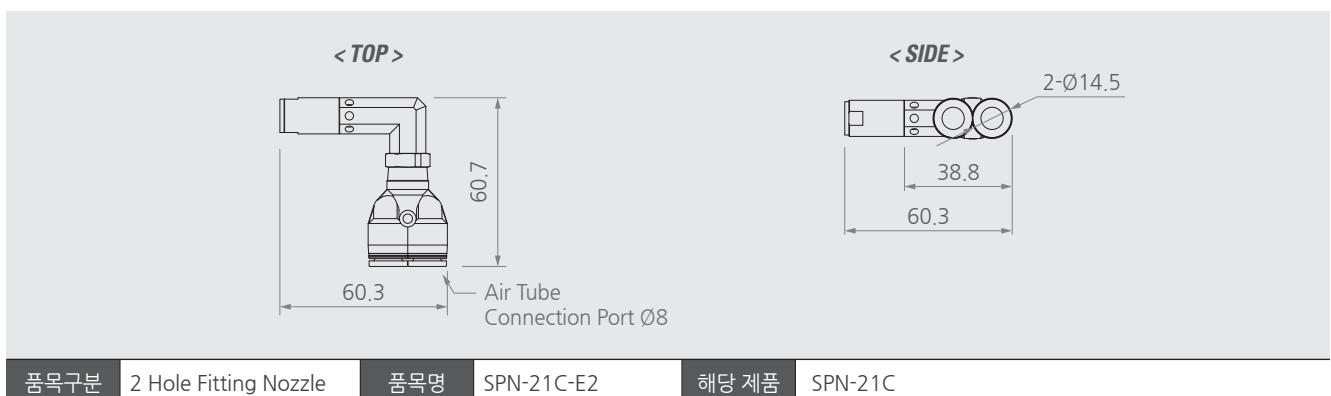 < TOP >
< SIDE >
2-Ø14.5
60.7
38.8
60.3
60.3
Air Tube
Connection Port Ø8
품목구분 2 Hole Fitting Nozzle 품목명 SPN-21C-E2 해당 제품 SPN-21C